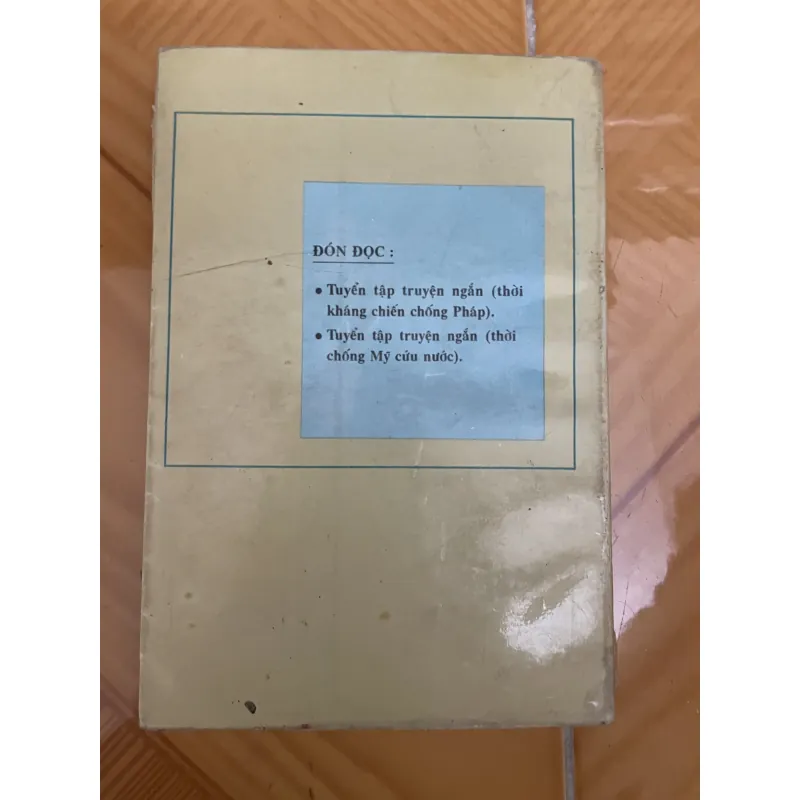 ĐÓN ĐỌC :
• Tuyển tập truyện ngắn (thời
kháng chiến chống Pháp).
• Tuyển tập truyện ngắn (thời
chống Mỹ cứu nước).